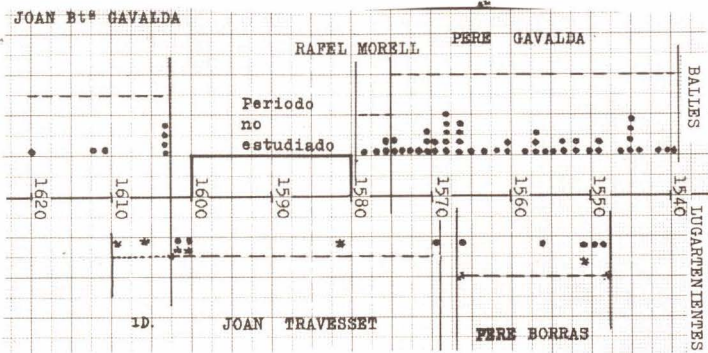 JOAN Btª GAVALDA
RAFEL MORELL
PERE GAVALDA
BALLES
Periodo
no
estudiado
1620
1610
1600
1590
1580
1570
1560
1550
1540
LUGARTENIENTES
1D.
JOAN TRAVESSET
PERE BORRAS